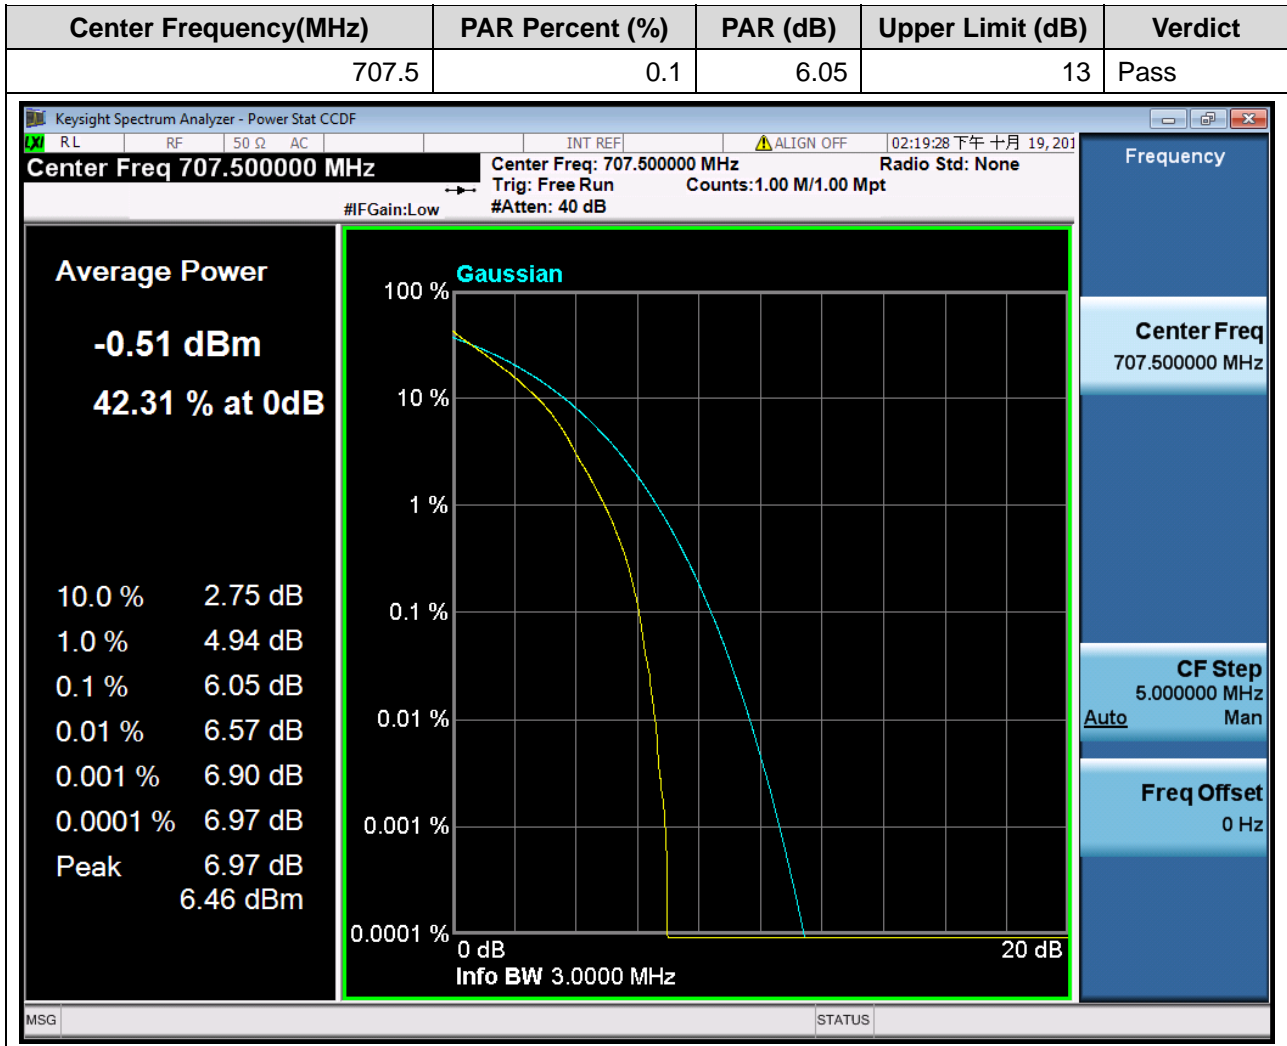 Center Frequency(MHz) PAR Percent (%) PAR (dB) Upper Limit (dB) Verdict
707.5 0.1 6.05 13 Pass
Keysight Spectrum Analyzer - Power Stat CCDF
LXI RL RF 50 Ω AC INT REF ALIGN OFF 02:19:28 下午 十月 19, 201
Center Freq 707.500000 MHz
Center Freq: 707.500000 MHz Radio Std: None
Trig: Free Run Counts:1.00 M/1.00 Mpt
#IFGain:Low #Atten: 40 dB
Average Power
-0.51 dBm
42.31 % at 0dB
10.0 % 2.75 dB
1.0 % 4.94 dB
0.1 % 6.05 dB
0.01 % 6.57 dB
0.001 % 6.90 dB
0.0001 % 6.97 dB
Peak 6.97 dB
6.46 dBm
Gaussian
100 %
10 %
1 %
0.1 %
0.01 %
0.001 %
0.0001 %
0 dB 20 dB
Info BW 3.0000 MHz
Frequency
Center Freq
707.500000 MHz
CF Step
5.000000 MHz
Auto Man
Freq Offset
0 Hz
MSG STATUS